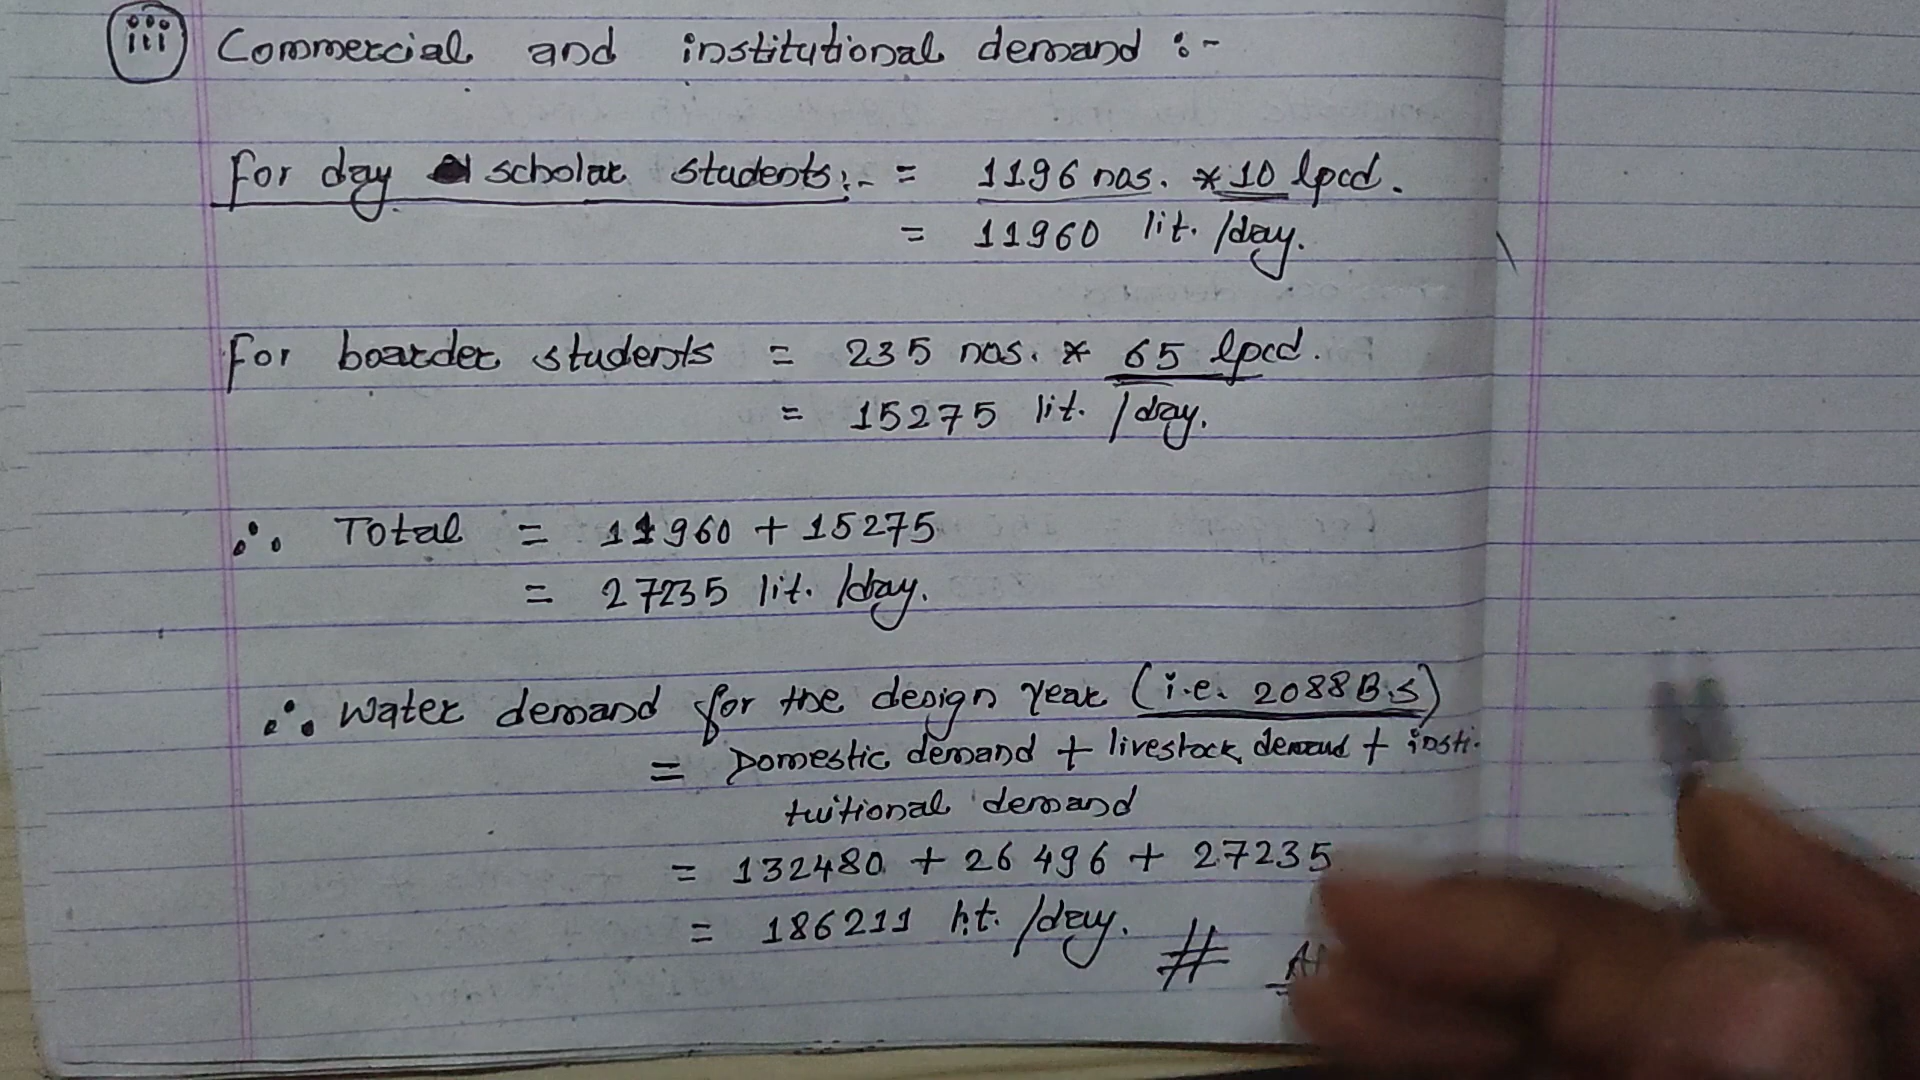 iii Commercial and institutional demand :-
For day scholar students:- = 1196 nos. * 10 lpcd.
= 11960 lit. /day.
For boarder students = 235 nos. * 65 lpcd.
= 15275 lit. /day.
∴ Total = 11960 + 15275
= 27235 lit. /day.
∴ Water demand for the design year (i.e. 2088 B.S)
= Domestic demand + livestock demand + insti-
tuitional demand
= 132480 + 26496 + 27235
= 186211 lit. /day. #